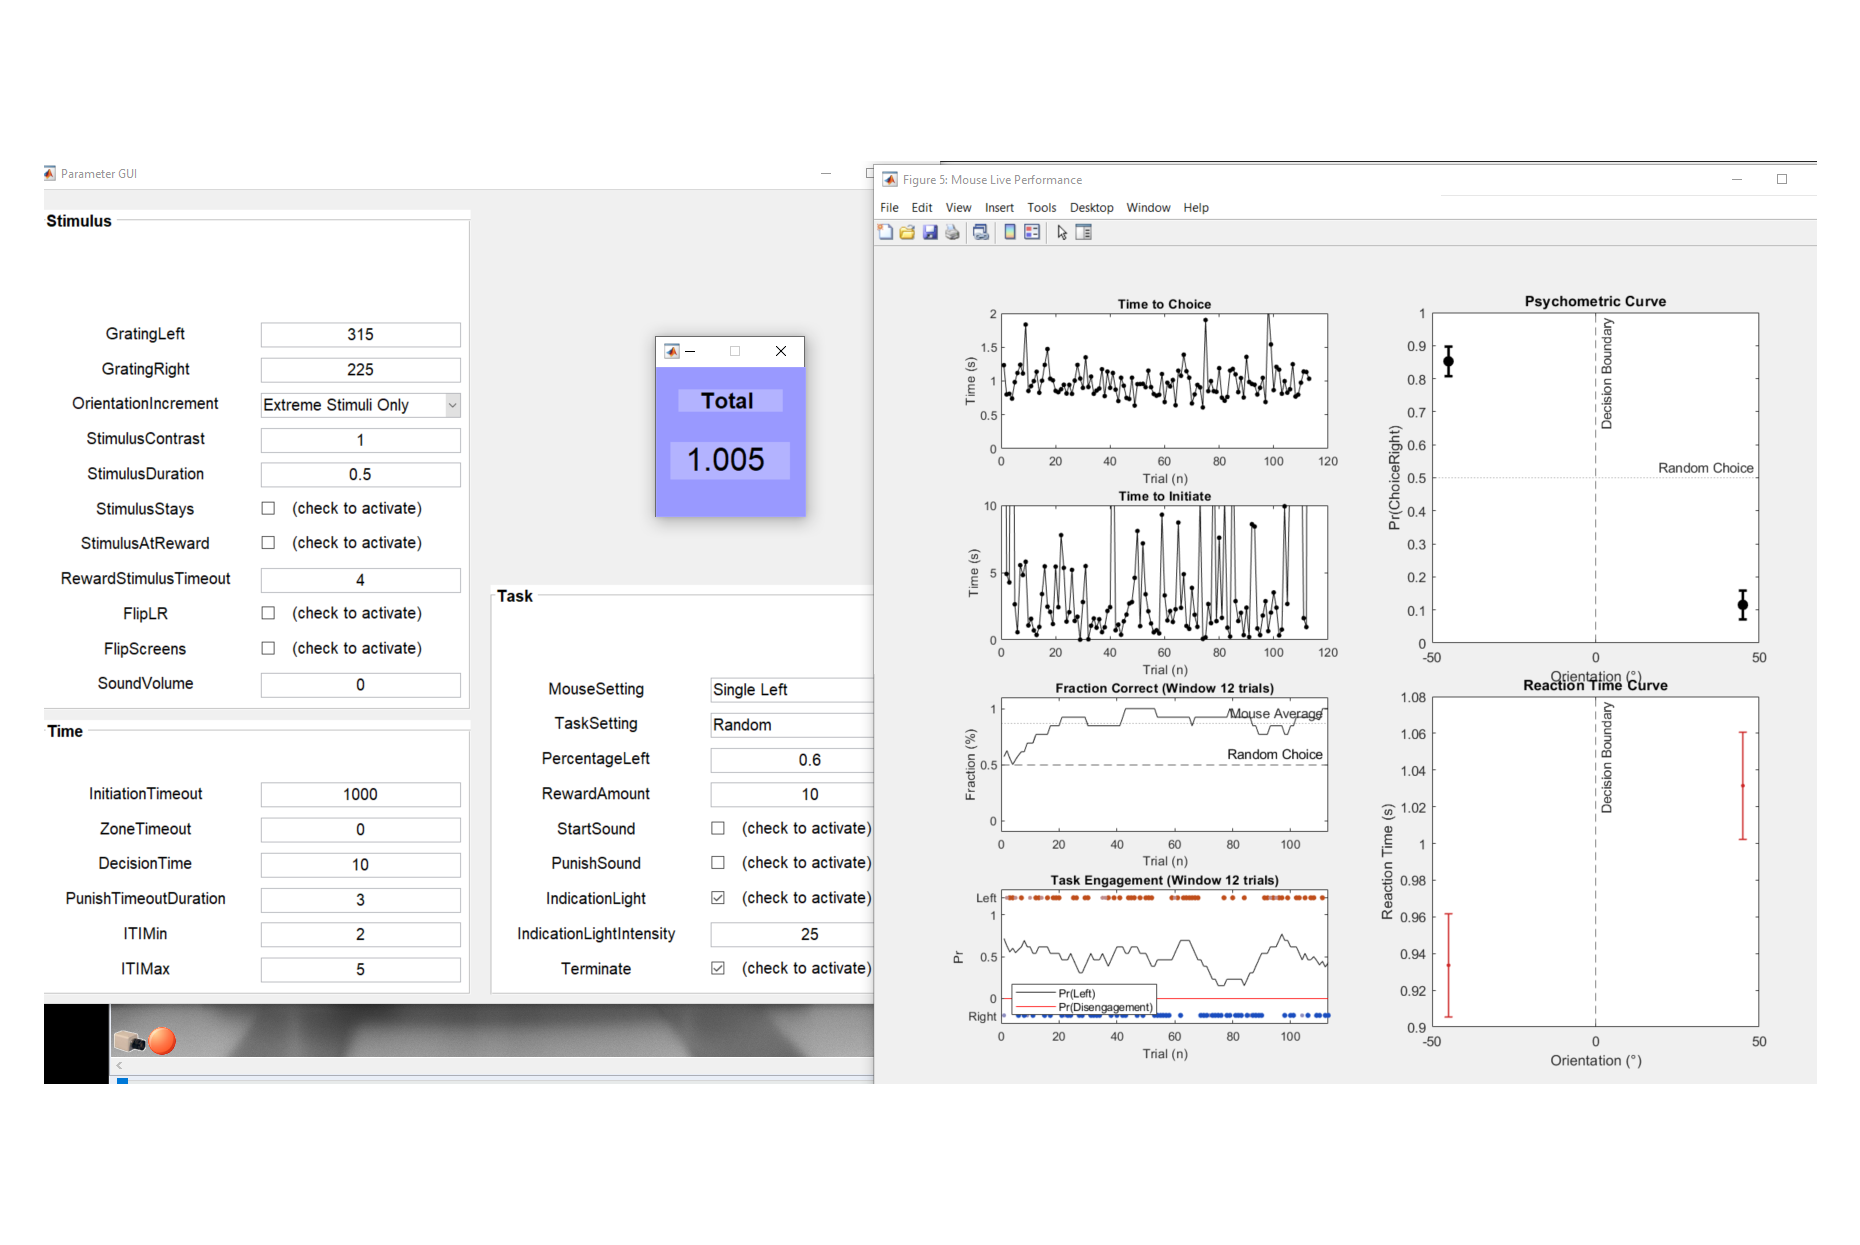 Parameter GUI
Stimulus
GratingLeft 315
GratingRight 225
OrientationIncrement Extreme Stimuli Only
StimulusContrast 1
StimulusDuration 0.5
StimulusStays (check to activate)
StimulusAtReward (check to activate)
RewardStimulusTimeout 4
FlipLR (check to activate)
FlipScreens (check to activate)
SoundVolume 0
Time
InitiationTimeout 1000
ZoneTimeout 0
DecisionTime 10
PunishTimeoutDuration 3
ITIMin 2
ITIMax 5
Total
1.005
Task
MouseSetting Single Left
TaskSetting Random
PercentageLeft 0.6
RewardAmount 10
StartSound (check to activate)
PunishSound (check to activate)
IndicationLight (check to activate)
IndicationLightIntensity 25
Terminate (check to activate)
Figure 5: Mouse Live Performance
File Edit View Insert Tools Desktop Window Help
Time to Choice
2
1.5
1
0.5
0
Time (s)
0 20 40 60 80 100 120
Trial (n)
Time to Initiate
10
5
0
Time (s)
0 20 40 60 80 100 120
Trial (n)
Fraction Correct (Window 12 trials)
1
0.5
0
Fraction (%)
Mouse Average
Random Choice
0 20 40 60 80 100
Trial (n)
Task Engagement (Window 12 trials)
Left
1
0.5
0
Right
Pr
Pr(Left)
Pr(Disengagement)
0 20 40 60 80 100
Trial (n)
Psychometric Curve
1
0.9
0.8
0.7
0.6
0.5
0.4
0.3
0.2
0.1
0
Pr(ChoiceRight)
Decision Boundary
Random Choice
-50 0 50
Orientation (°)
Reaction Time Curve
1.08
1.06
1.04
1.02
1
0.98
0.96
0.94
0.92
0.9
Reaction Time (s)
Decision Boundary
-50 0 50
Orientation (°)